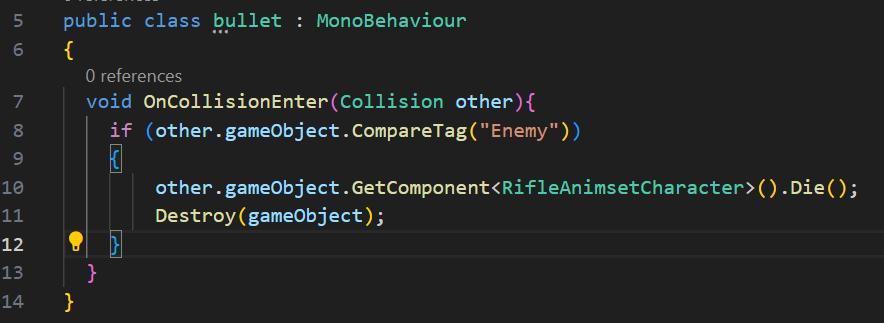 5 public class bullet : MonoBehaviour
6 {
0 references
7 void OnCollisionEnter(Collision other){
8 if (other.gameObject.CompareTag("Enemy"))
9 {
10 other.gameObject.GetComponent<RifleAnimsetCharacter>().Die();
11 Destroy(gameObject);
12 }
13 }
14 }